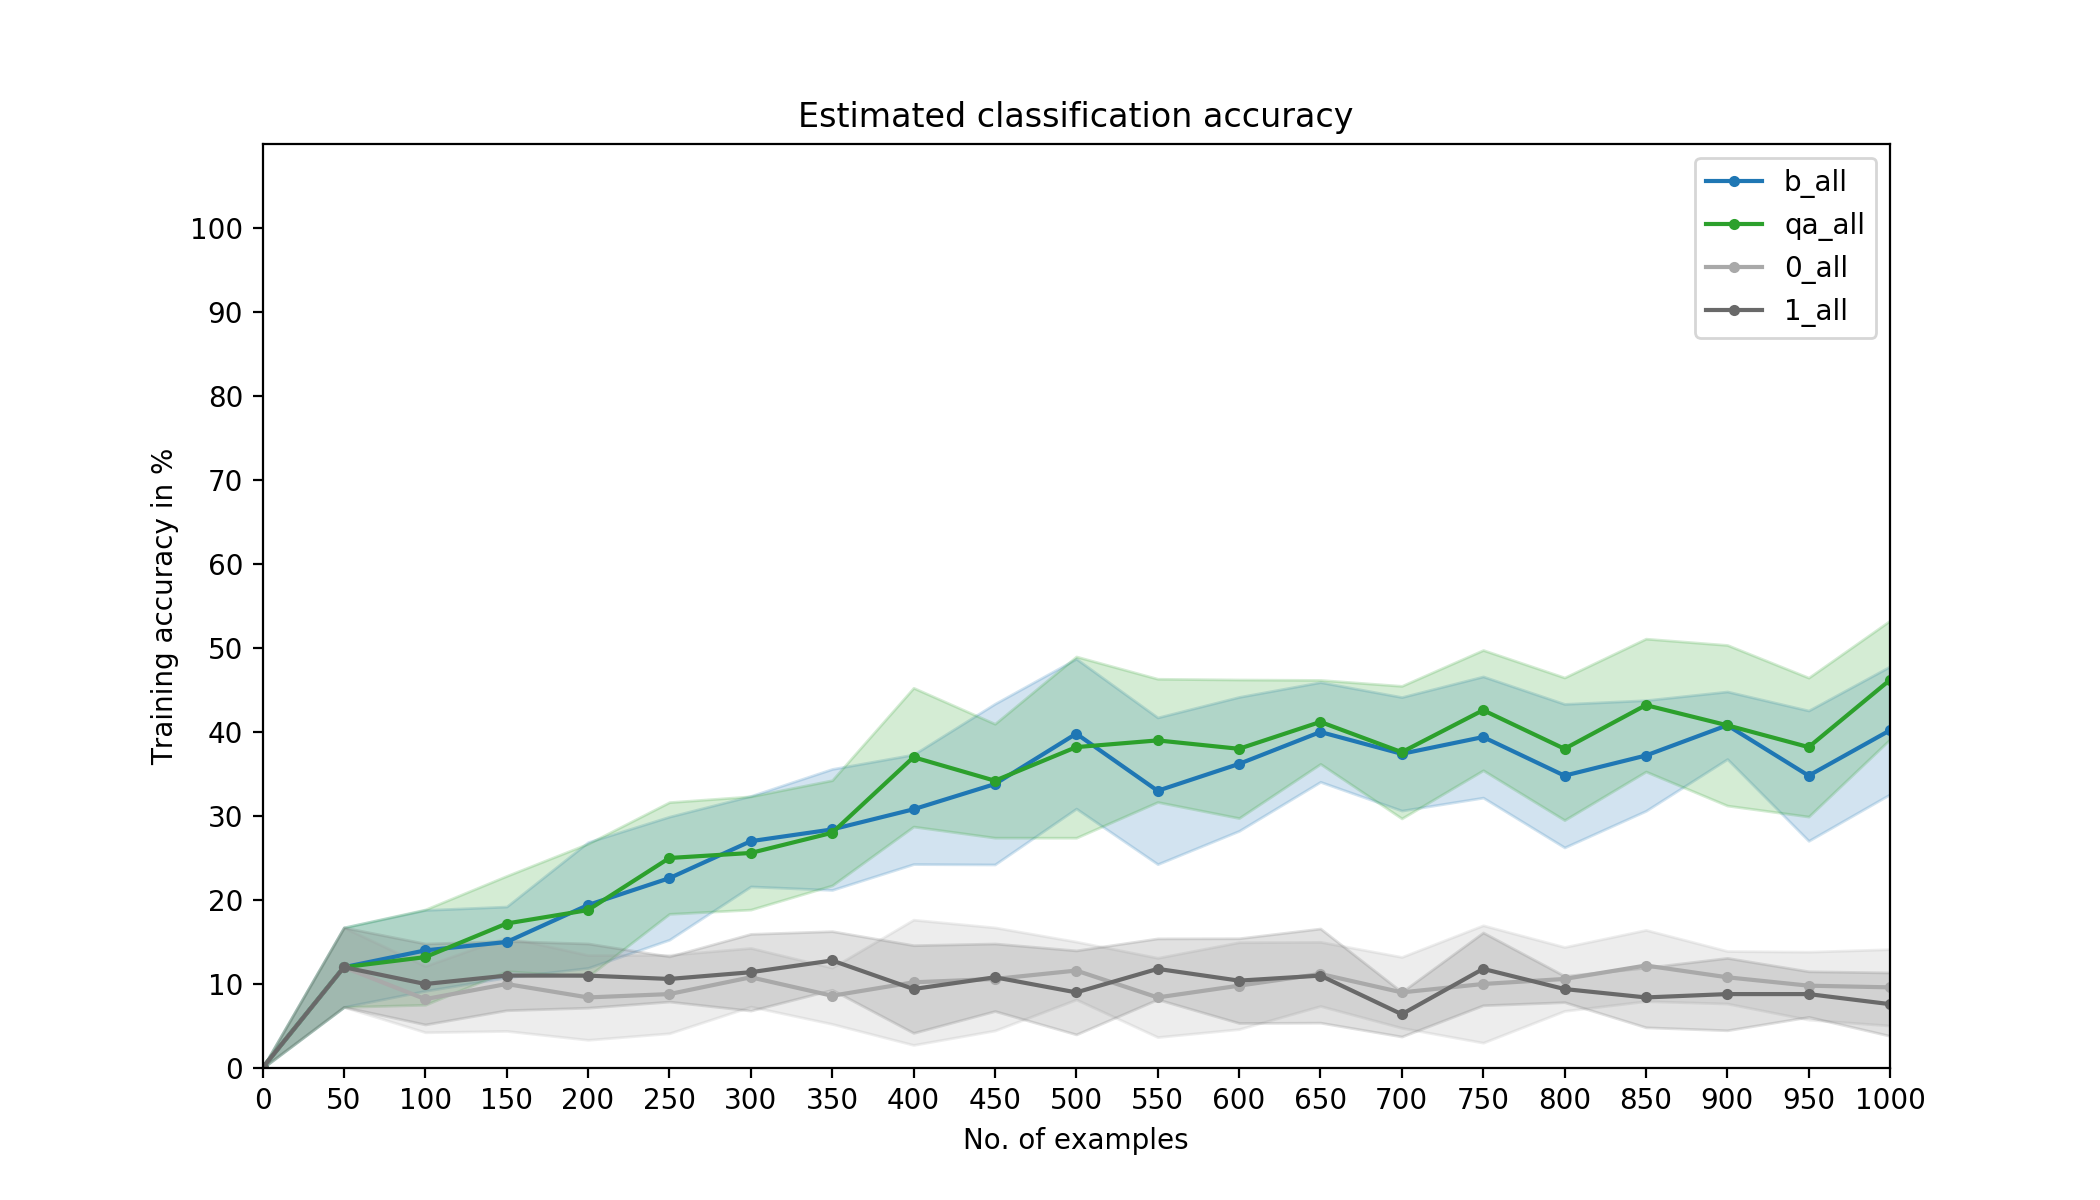 Estimated classification accuracy
b_all
qa_all
0_all
1_all
Training accuracy in %
100
90
80
70
60
50
40
30
20
10
0
0 50 100 150 200 250 300 350 400 450 500 550 600 650 700 750 800 850 900 950 1000
No. of examples